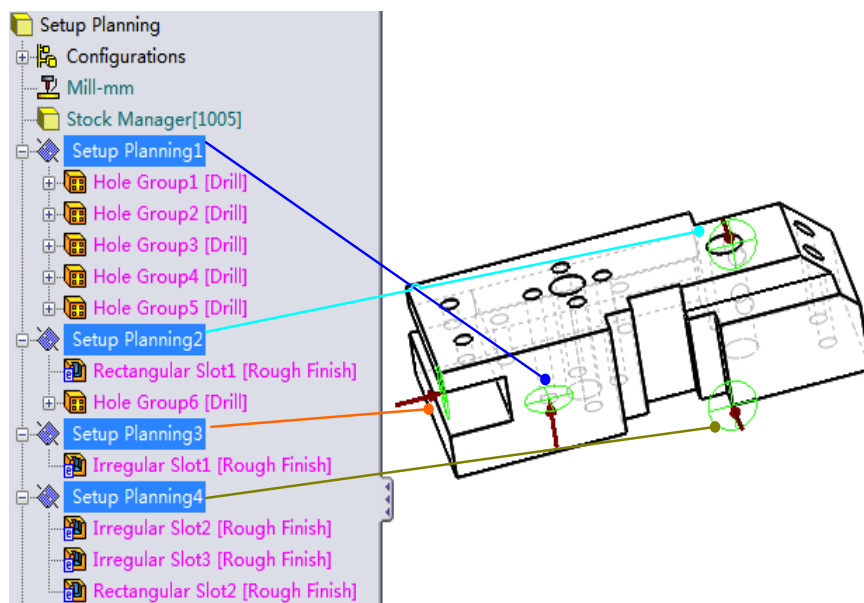 Setup Planning
Configurations
Mill-mm
Stock Manager[1005]
Setup Planning1
Hole Group1 [Drill]
Hole Group2 [Drill]
Hole Group3 [Drill]
Hole Group4 [Drill]
Hole Group5 [Drill]
Setup Planning2
Rectangular Slot1 [Rough Finish]
Hole Group6 [Drill]
Setup Planning3
Irregular Slot1 [Rough Finish]
Setup Planning4
Irregular Slot2 [Rough Finish]
Irregular Slot3 [Rough Finish]
Rectangular Slot2 [Rough Finish]